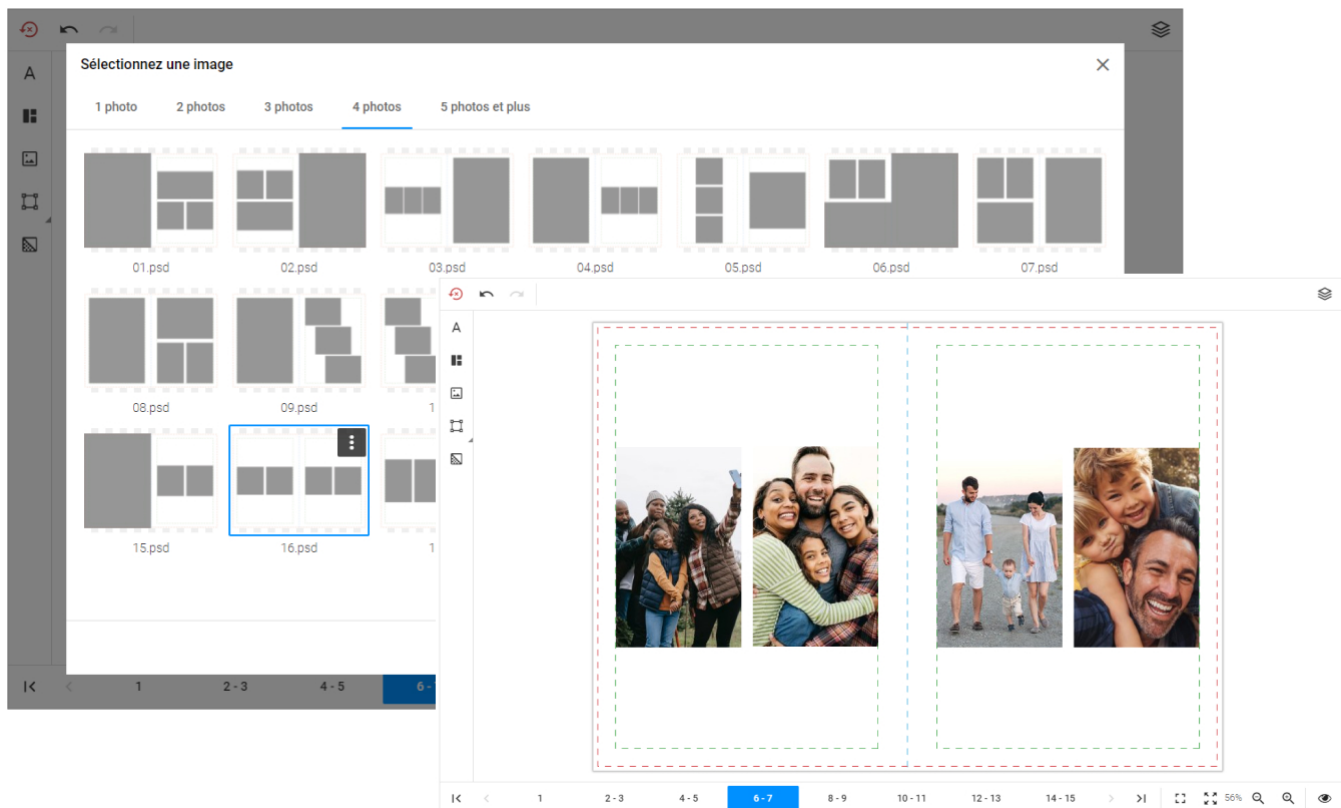 Sélectionnez une image
1 photo 2 photos 3 photos 4 photos 5 photos et plus
01.psd 02.psd 03.psd 04.psd 05.psd 06.psd 07.psd
08.psd 09.psd 1
15.psd 16.psd 1
1 2 - 3 4 - 5 6 -
A
A
1 2 - 3 4 - 5 6 - 7 8 - 9 10 - 11 12 - 13 14 - 15 56%